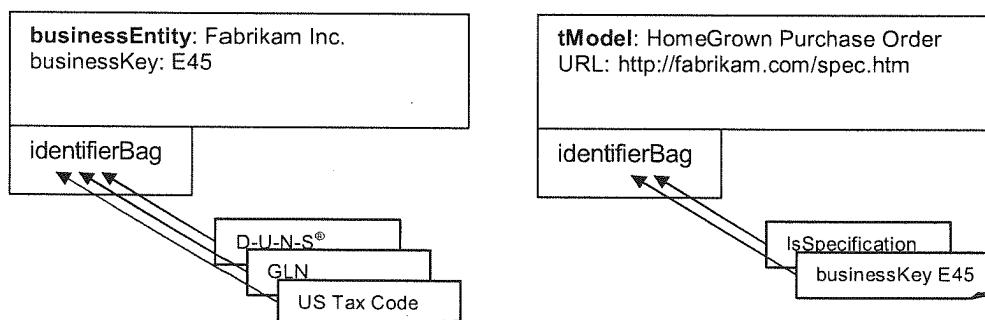 businessEntity: Fabrikam Inc.
businessKey: E45
identifierBag
D-U-N-S®
GLN
US Tax Code
tModel: HomeGrown Purchase Order
URL: http://fabrikam.com/spec.htm
identifierBag
IsSpecification
businessKey E45